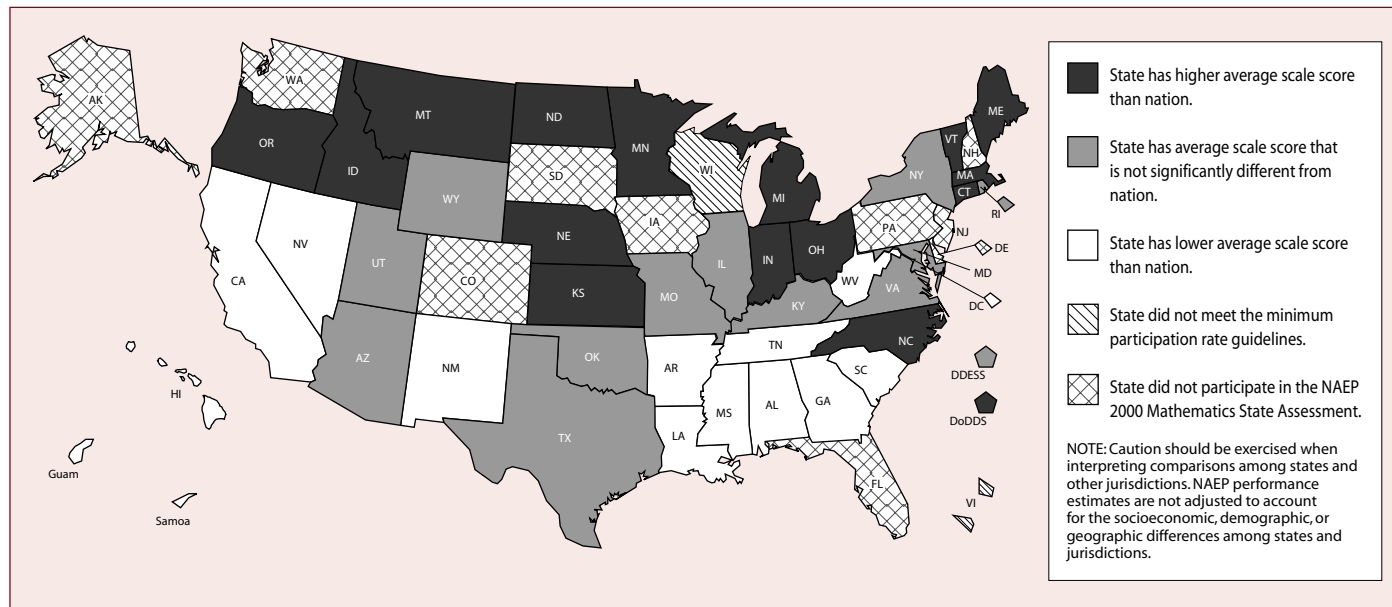 AK
WA
OR
ID
MT
ND
MN
SD
WY
NV
CA
UT
CO
NE
KS
IA
WI
MI
IL
IN
OH
MO
KY
WV
VA
PA
NY
VT
NH
ME
MA
CT
RI
NJ
DE
MD
DC
AZ
NM
OK
TX
AR
LA
MS
AL
GA
TN
SC
NC
FL
HI
Guam
Samoa
DDESS
DoDDS
VI
State has higher average scale score
than nation.
State has average scale score that
is not significantly different from
nation.
State has lower average scale score
than nation.
State did not meet the minimum
participation rate guidelines.
State did not participate in the NAEP
2000 Mathematics State Assessment.
NOTE: Caution should be exercised when
interpreting comparisons among states and
other jurisdictions. NAEP performance
estimates are not adjusted to account
for the socioeconomic, demographic, or
geographic differences among states and
jurisdictions.